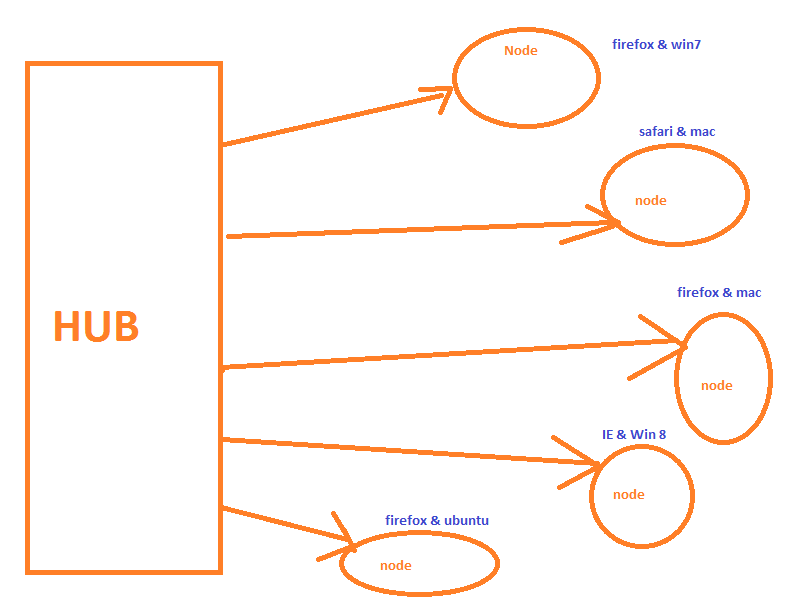 Node
firefox & win7
safari & mac
node
firefox & mac
HUB
node
IE & Win 8
node
firefox & ubuntu
node